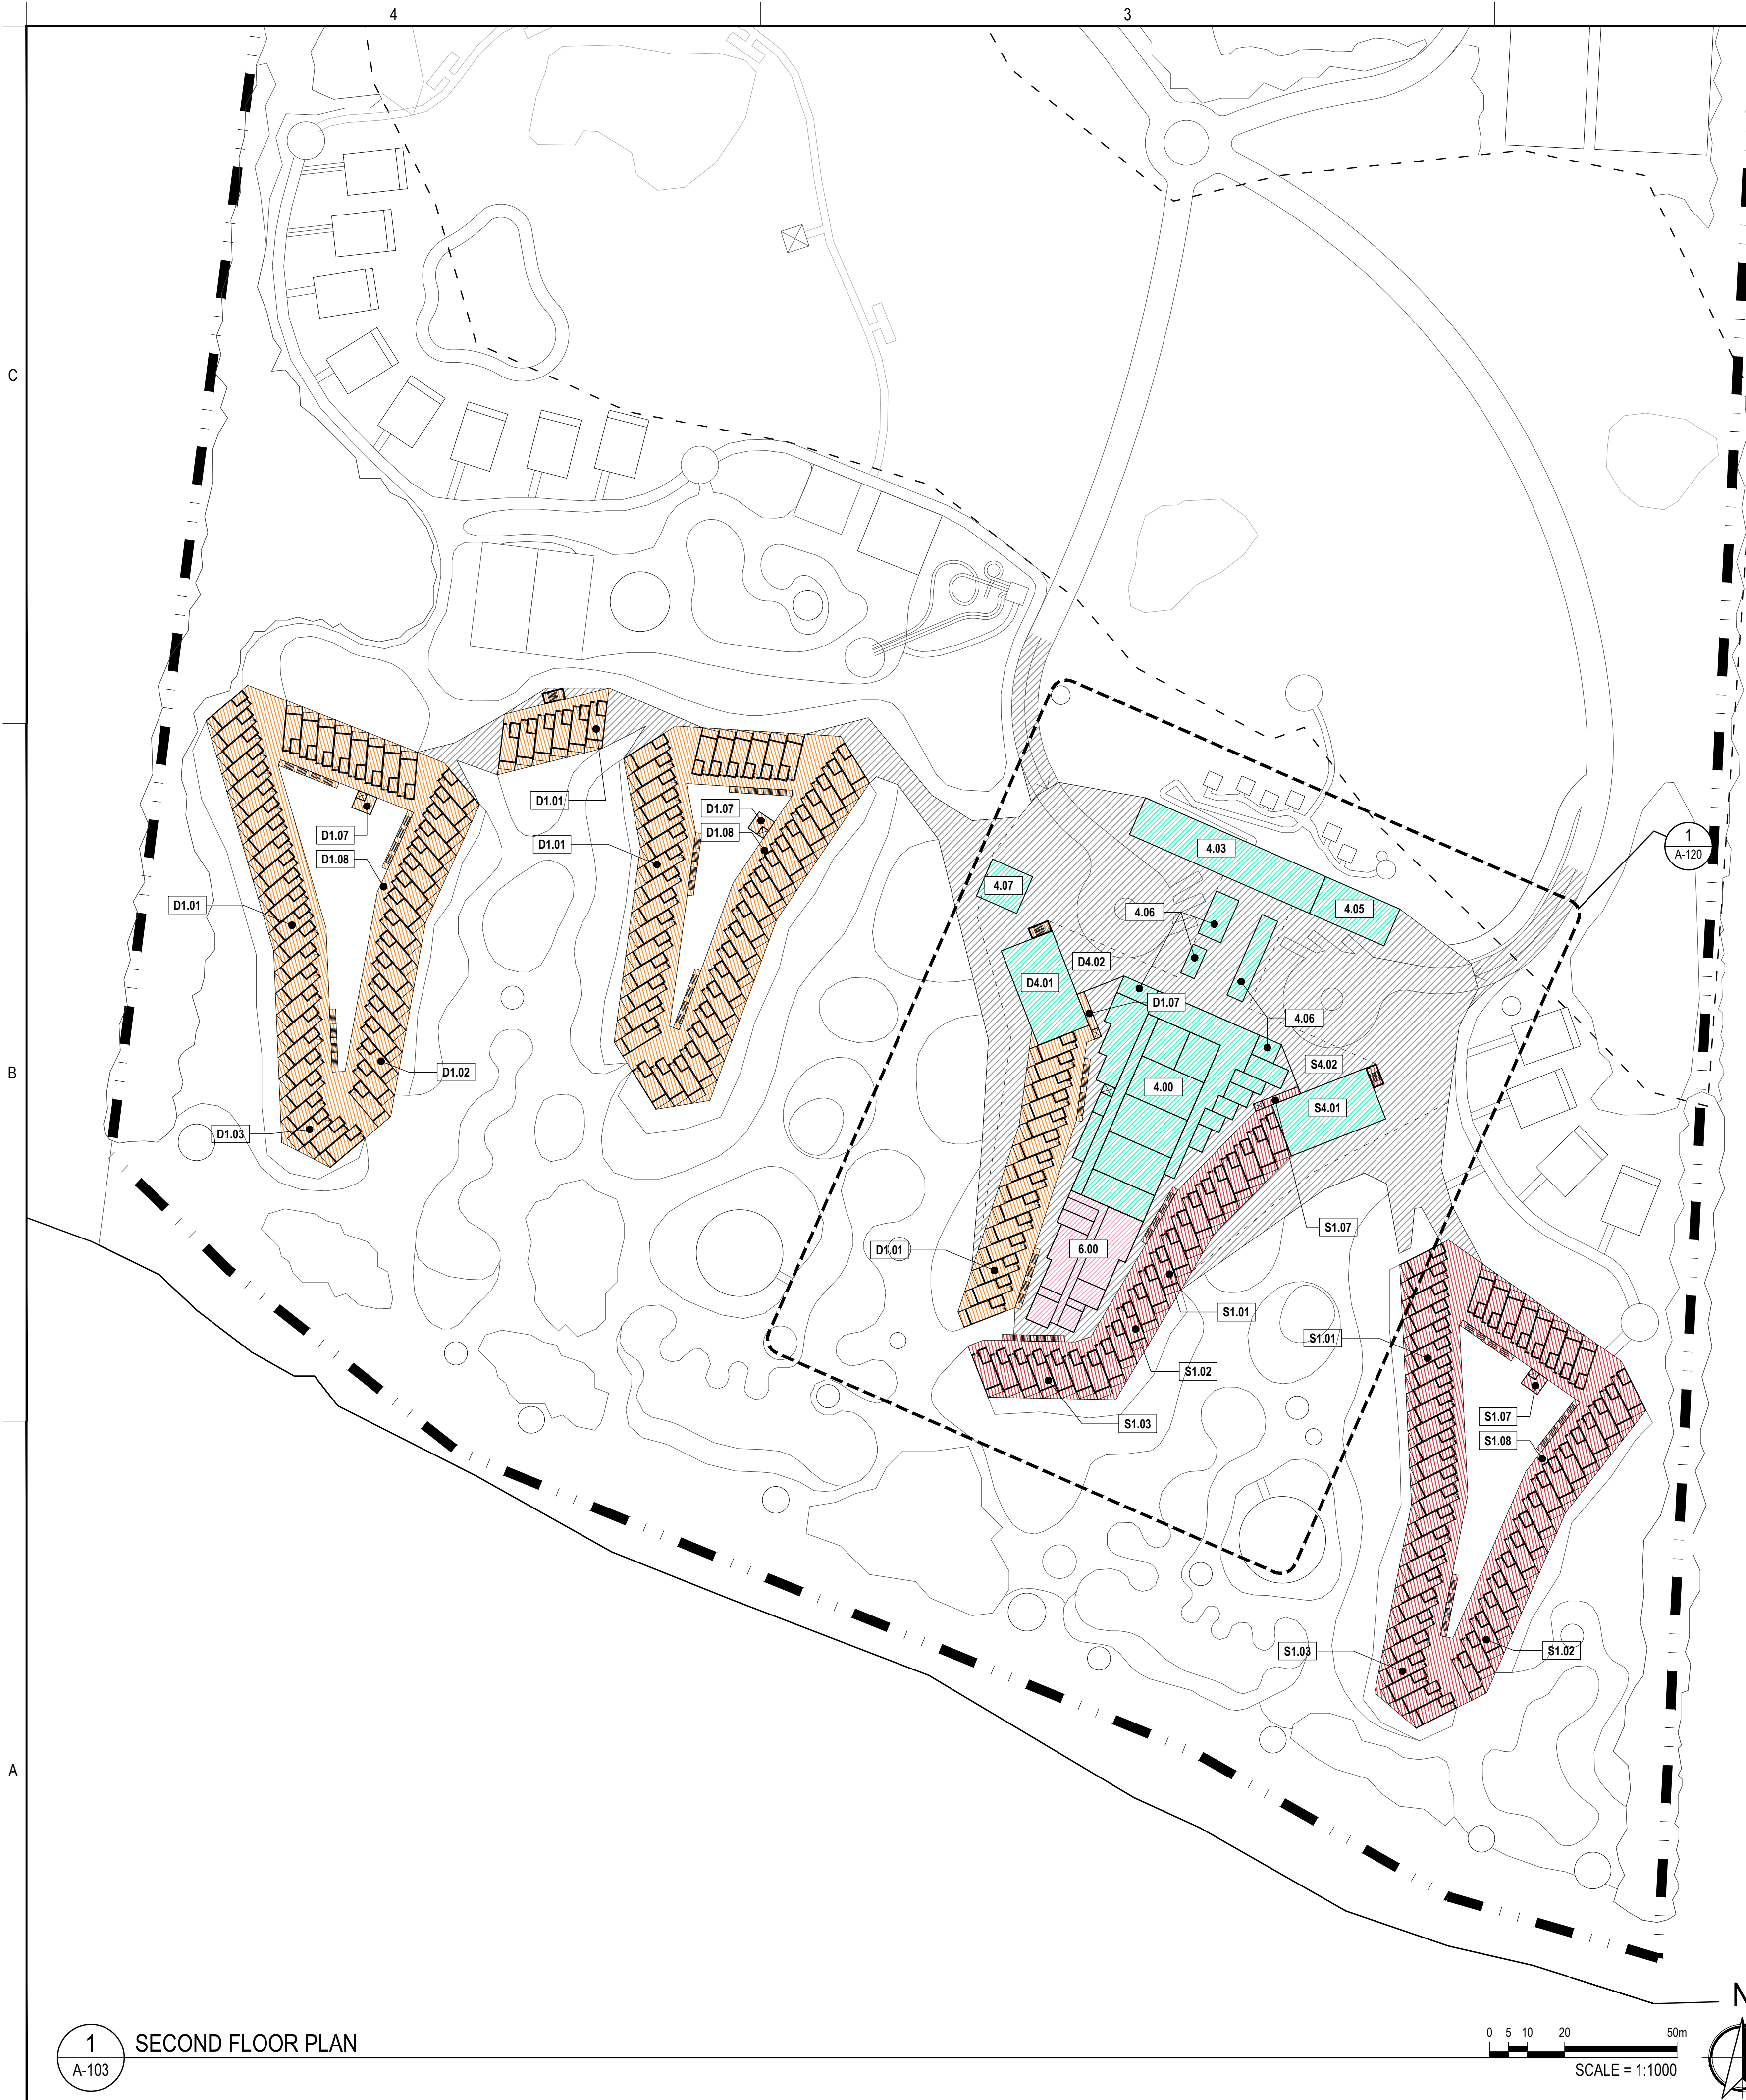 4
3
C
D1.01
D1.07
D1.07
D1.08
D1.01
4.03
1
A-120
D1.08
4.07
D1.01
4.06
4.05
D4.02
D4.01
D1.07
4.06
B
S4.02
D1.02
4.00
S4.01
D1.03
S1.07
D1.01
6.00
S1.01
S1.01
S1.02
S1.07
S1.03
S1.08
S1.03
S1.02
A
N
1
A-103
SECOND FLOOR PLAN
0 5 10 20 50m
SCALE = 1:1000